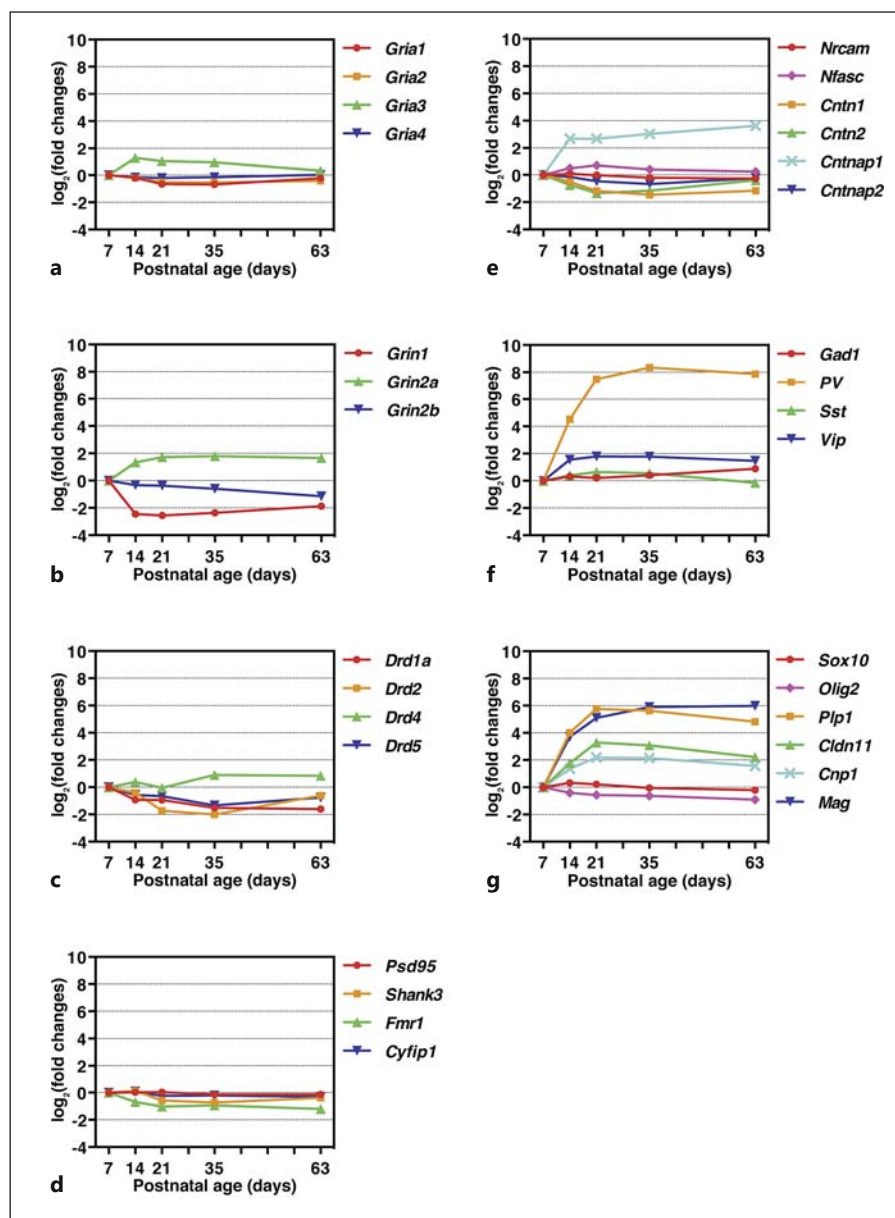 10
8
6
4
2
0
-2
-4
log2(fold changes)
7 14 21 35 63
Postnatal age (days)
a
Gria1
Gria2
Gria3
Gria4
10
8
6
4
2
0
-2
-4
log2(fold changes)
7 14 21 35 63
Postnatal age (days)
e
Nrcam
Nfasc
Cntn1
Cntn2
Cntnap1
Cntnap2
10
8
6
4
2
0
-2
-4
log2(fold changes)
7 14 21 35 63
Postnatal age (days)
b
Grin1
Grin2a
Grin2b
10
8
6
4
2
0
-2
-4
log2(fold changes)
7 14 21 35 63
Postnatal age (days)
f
Gad1
PV
Sst
Vip
10
8
6
4
2
0
-2
-4
log2(fold changes)
7 14 21 35 63
Postnatal age (days)
c
Drd1a
Drd2
Drd4
Drd5
10
8
6
4
2
0
-2
-4
log2(fold changes)
7 14 21 35 63
Postnatal age (days)
g
Sox10
Olig2
Plp1
Cldn11
Cnp1
Mag
10
8
6
4
2
0
-2
-4
log2(fold changes)
7 14 21 35 63
Postnatal age (days)
d
Psd95
Shank3
Fmr1
Cyfip1